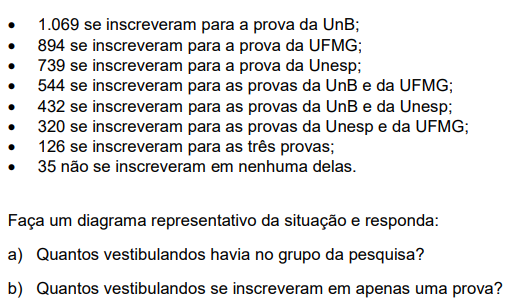 • 1.069 se inscreveram para a prova da UnB;
• 894 se inscreveram para a prova da UFMG;
• 739 se inscreveram para a prova da Unesp;
• 544 se inscreveram para as provas da UnB e da UFMG;
• 432 se inscreveram para as provas da UnB e da Unesp;
• 320 se inscreveram para as provas da Unesp e da UFMG;
• 126 se inscreveram para as três provas;
• 35 não se inscreveram em nenhuma delas.
Faça um diagrama representativo da situação e responda:
a) Quantos vestibulandos havia no grupo da pesquisa?
b) Quantos vestibulandos se inscreveram em apenas uma prova?